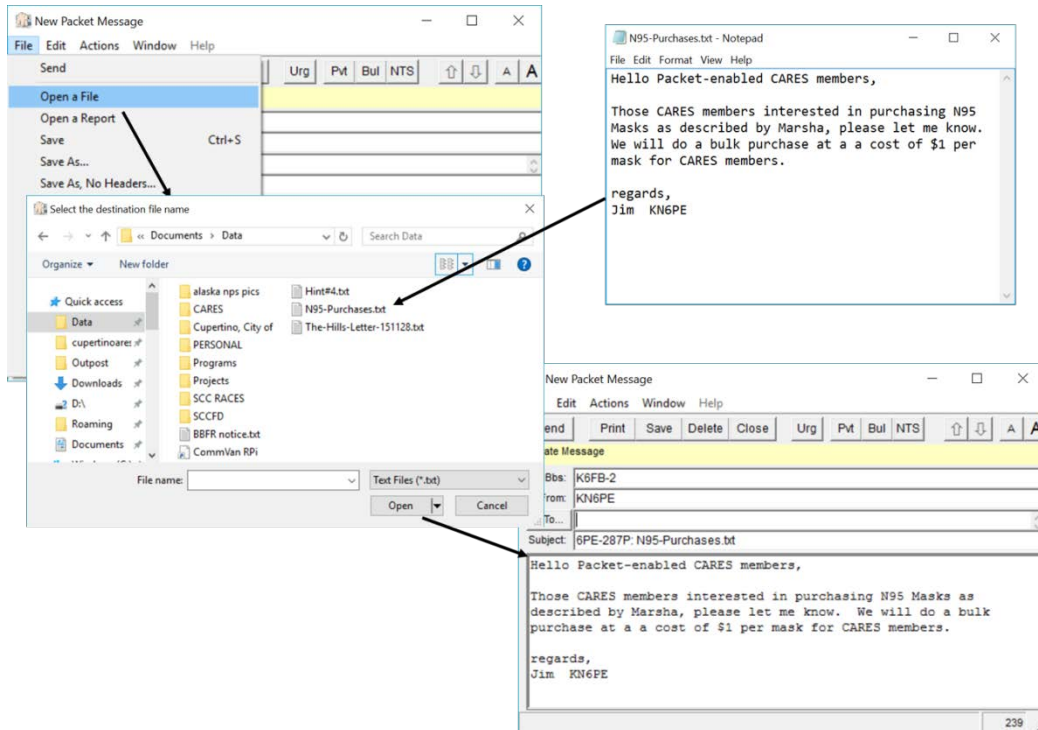 New Packet Message
File Edit Actions Window Help
Urg Pvt Bul NTS A A
Send
Open a File
Open a Report
Save Ctrl+S
Save As...
Save As, No Headers...
N95-Purchases.txt - Notepad
File Edit Format View Help
Hello Packet-enabled CARES members,
Those CARES members interested in purchasing N95
Masks as described by Marsha, please let me know.
We will do a bulk purchase at a a cost of $1 per
mask for CARES members.
regards,
Jim KN6PE
Select the destination file name
« Documents > Data
Search Data
Organize New folder
Quick access
Data
cupertinoare
Outpost
Downloads
D:\
Roaming
Documents
alaska nps pics
CARES
Cupertino, City of
PERSONAL
Programs
Projects
SCC RACES
SCCFD
BBFR notice.txt
CommVan RPi
Hint#4.txt
N95-Purchases.txt
The-Hills-Letter-151128.txt
File name:
Text Files (*.txt)
Open Cancel
New Packet Message
Edit Actions Window Help
end Print Save Delete Close Urg Pvt Bul NTS A A
ate Message
Bbs: K6FB-2
rom: KN6PE
To...
Subject: 6PE-287P: N95-Purchases.txt
Hello Packet-enabled CARES members,
Those CARES members interested in purchasing N95 Masks as
described by Marsha, please let me know. We will do a bulk
purchase at a a cost of $1 per mask for CARES members.
regards,
Jim KN6PE
239